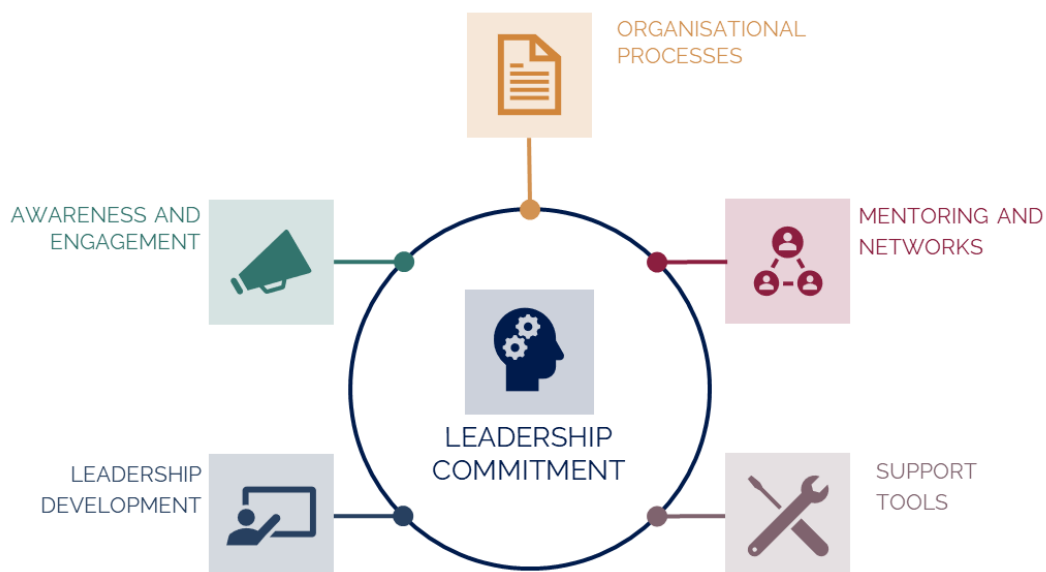 ORGANISATIONAL
PROCESSES
AWARENESS AND
ENGAGEMENT
MENTORING AND
NETWORKS
LEADERSHIP
COMMITMENT
LEADERSHIP
DEVELOPMENT
SUPPORT
TOOLS